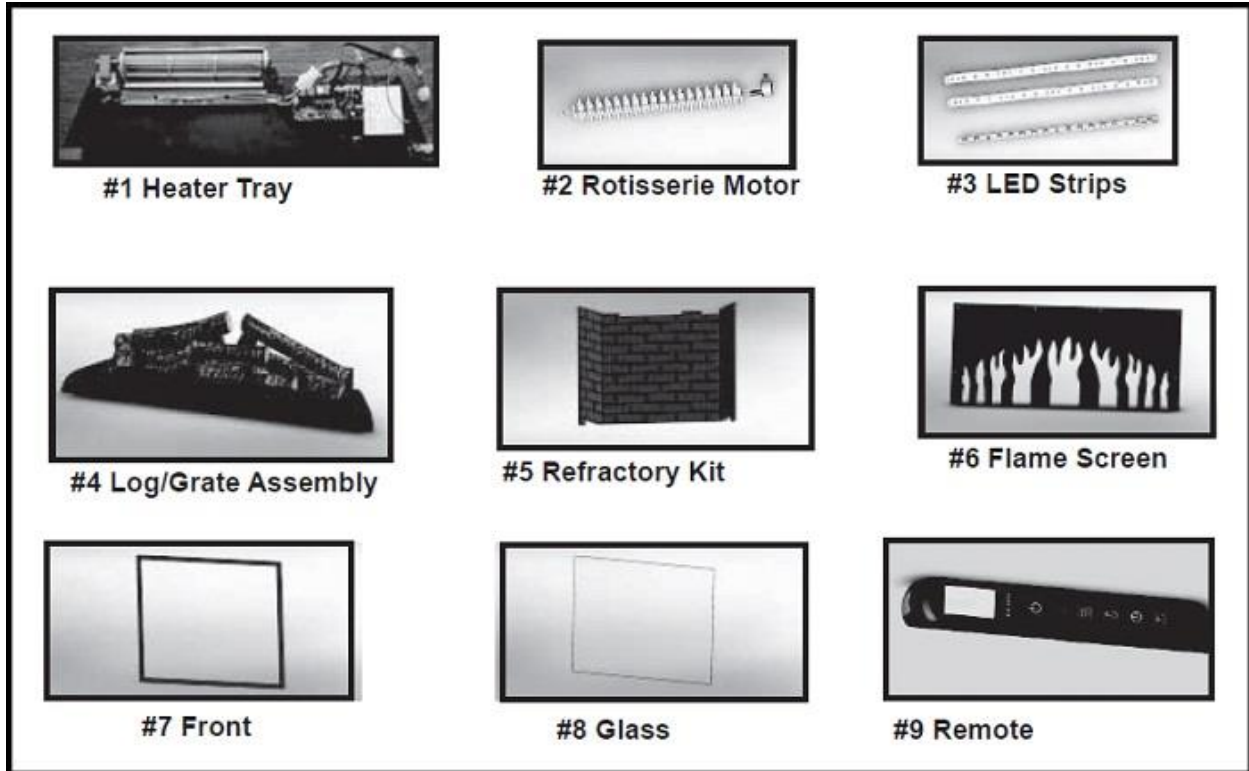 #1 Heater Tray
#2 Rotisserie Motor
#3 LED Strips
#4 Log/Grate Assembly
#5 Refractory Kit
#6 Flame Screen
#7 Front
#8 Glass
#9 Remote